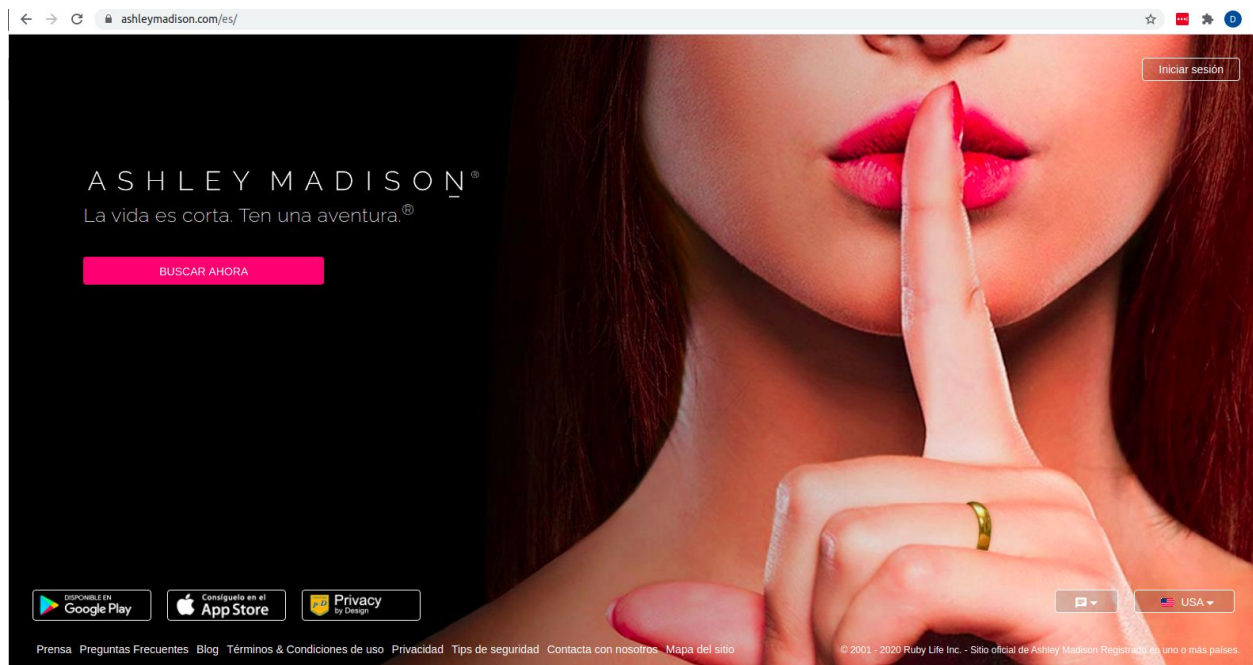 ashleymadison.com/es/
D
Iniciar sesión
ASHLEY MADISON®
La vida es corta. Ten una aventura.®
BUSCAR AHORA
DISPONIBLE EN
Google Play
Consíguelo en el
App Store
PbD
Privacy
by Design
USA
Prensa Preguntas Frecuentes Blog Términos & Condiciones de uso Privacidad Tips de seguridad Contacta con nosotros Mapa del sitio
© 2001 - 2020 Ruby Life Inc. - Sitio oficial de Ashley Madison Registrado en uno o más países.